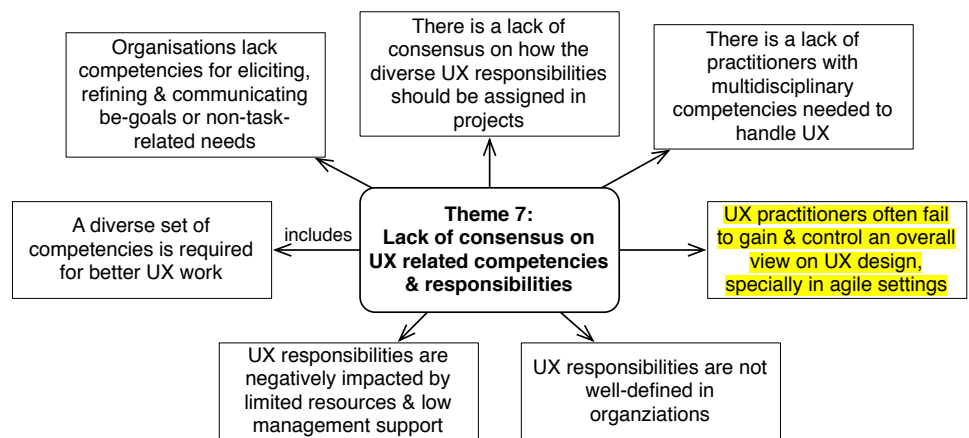 Organisations lack
competencies for eliciting,
refining & communicating
be-goals or non-task-
related needs
There is a lack of
consensus on how the
diverse UX responsibilities
should be assigned in
projects
There is a lack of
practitioners with
multidisciplinary
competencies needed to
handle UX
A diverse set of
competencies is required
for better UX work
includes
Theme 7:
Lack of consensus on
UX related competencies
& responsibilities
UX practitioners often fail
to gain & control an overall
view on UX design,
specially in agile settings
UX responsibilities are
negatively impacted by
limited resources & low
management support
UX responsibilities are not
well-defined in
organziations